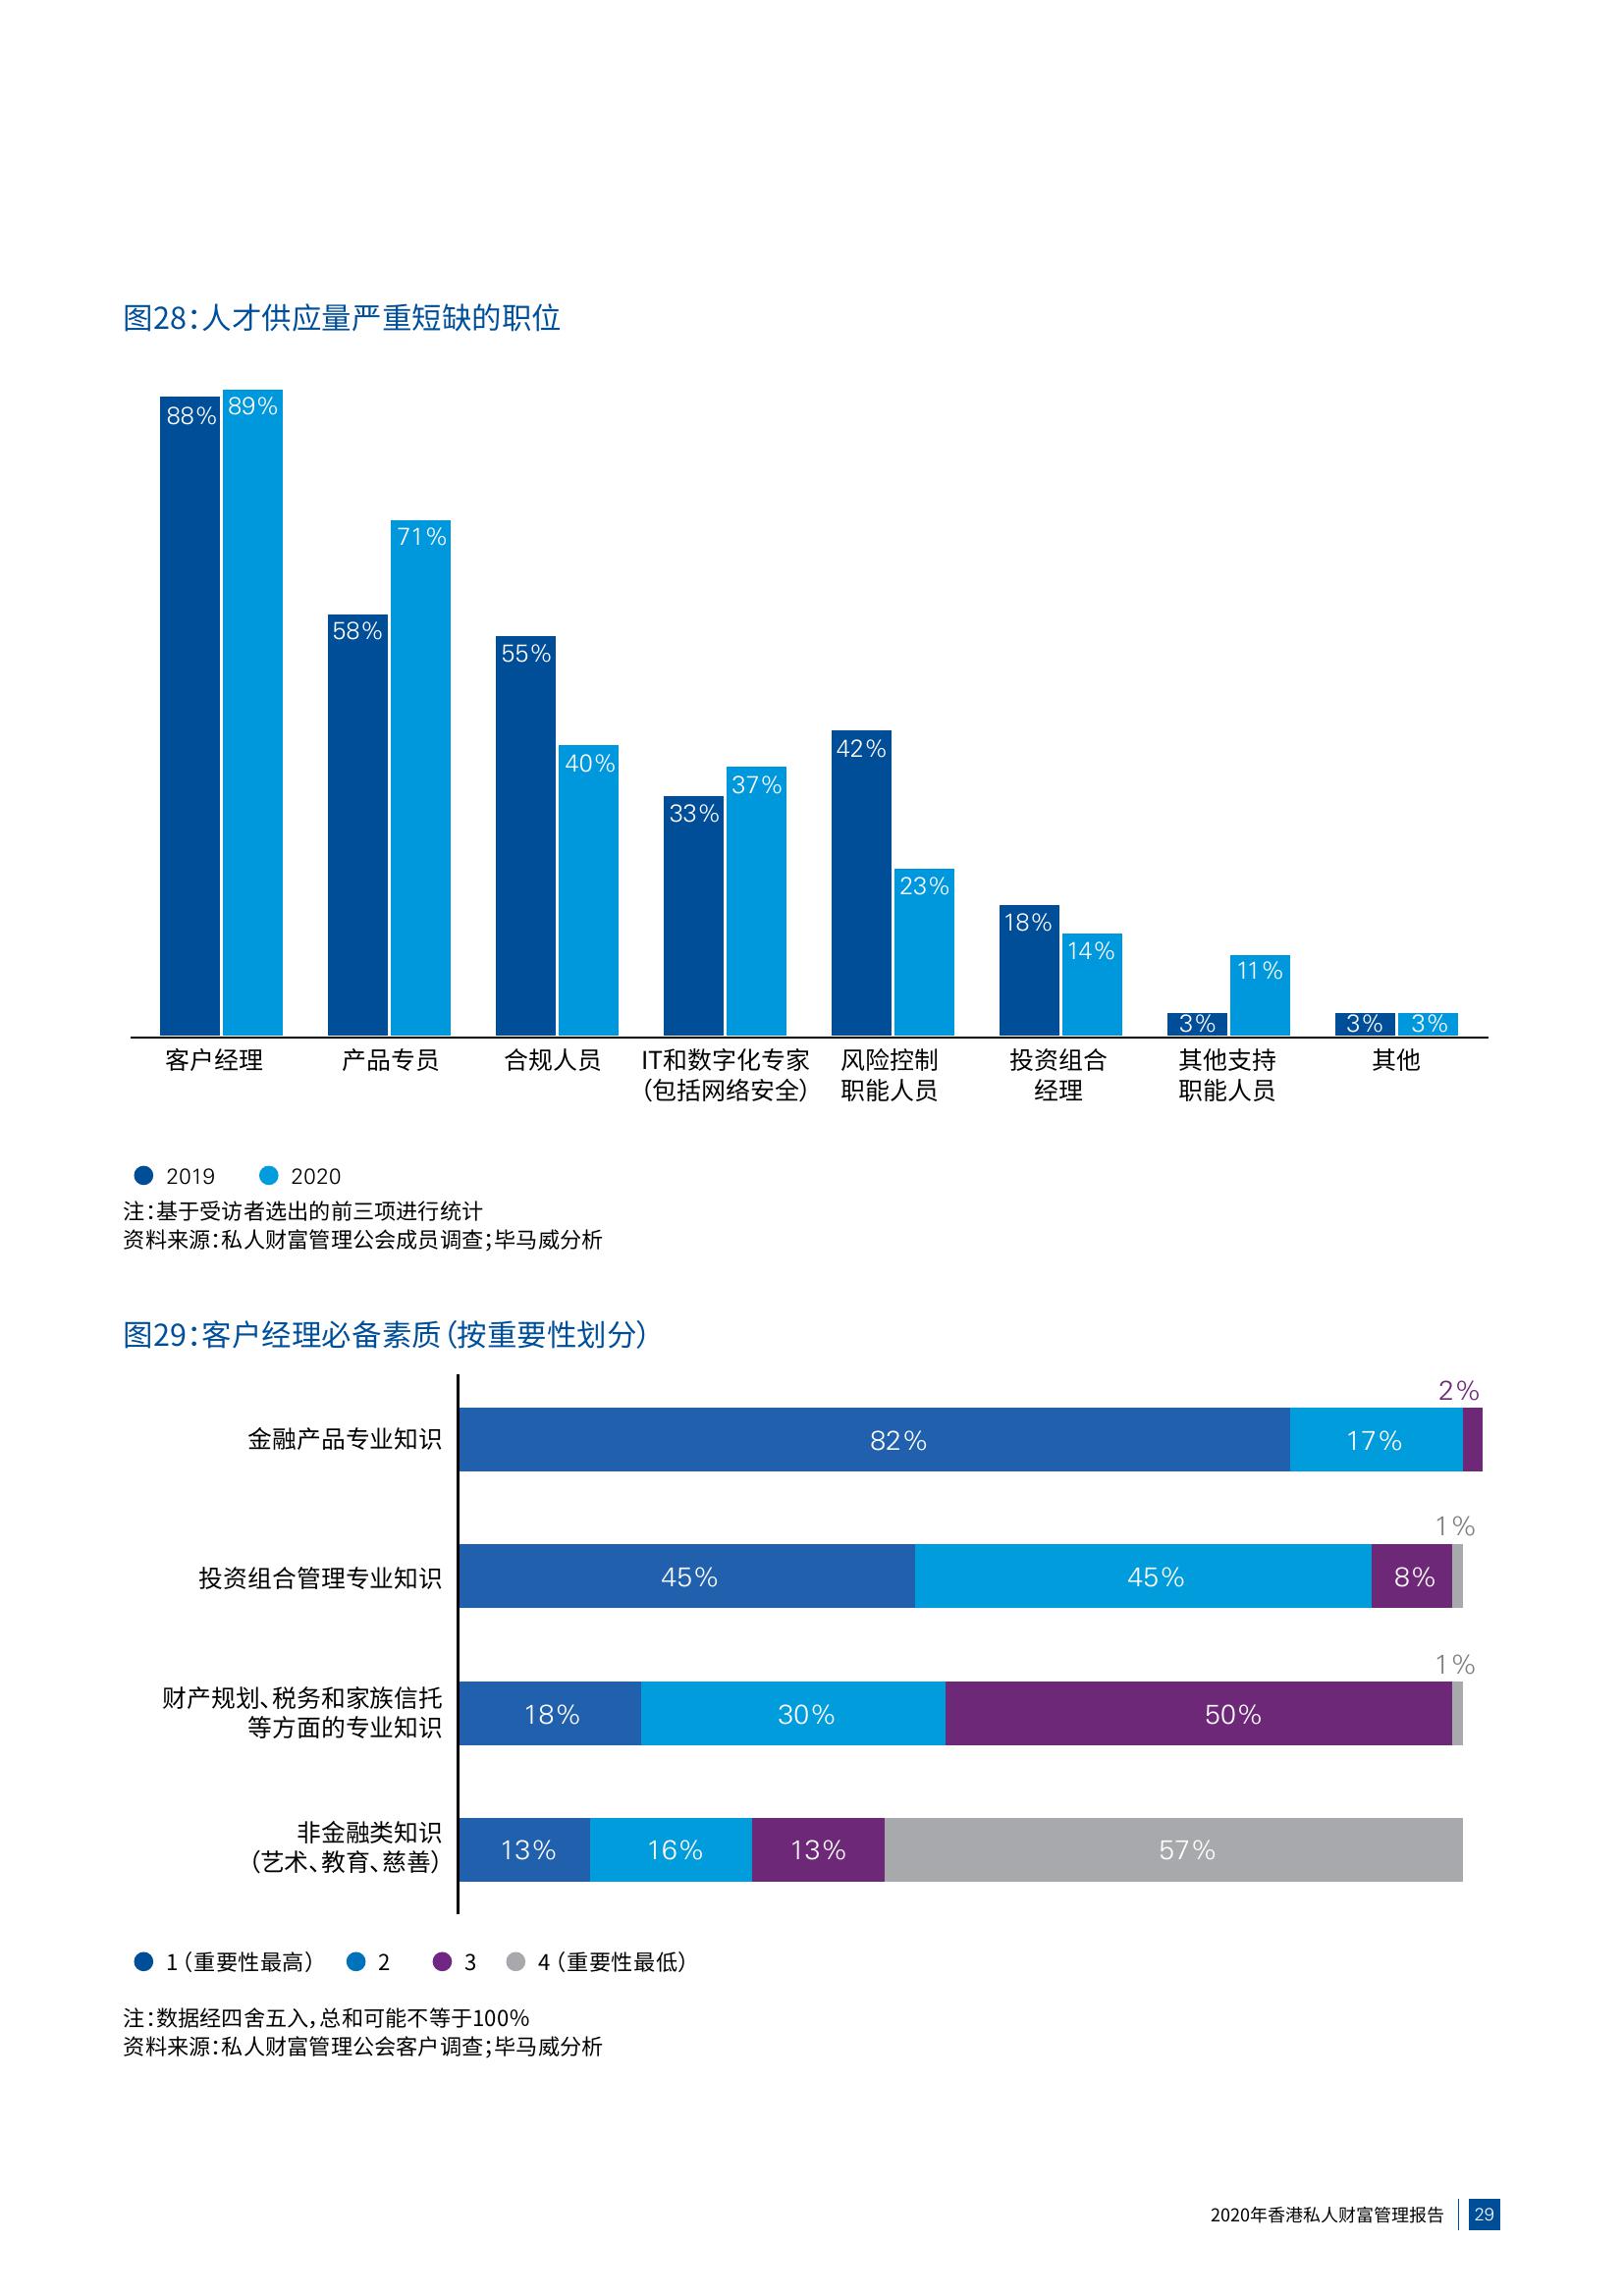 图28：人才供应量严重短缺的职位
88% 89%
58% 71%
55% 40%
33% 37%
42% 23%
18% 14%
3% 11%
3% 3%
客户经理
产品专员
合规人员
IT和数字化专家
（包括网络安全）
风险控制
职能人员
投资组合
经理
其他支持
职能人员
其他
2019 2020
注：基于受访者选出的前三项进行统计
资料来源：私人财富管理公会成员调查；毕马威分析
图29：客户经理必备素质（按重要性划分）
2%
金融产品专业知识 82% 17%
1%
投资组合管理专业知识 45% 45% 8%
1%
财产规划、税务和家族信托
等方面的专业知识
18% 30% 50%
非金融类知识
（艺术、教育、慈善）
13% 16% 13% 57%
1（重要性最高） 2 3 4（重要性最低）
注：数据经四舍五入，总和可能不等于100%
资料来源：私人财富管理公会客户调查；毕马威分析
2020年香港私人财富管理报告 29